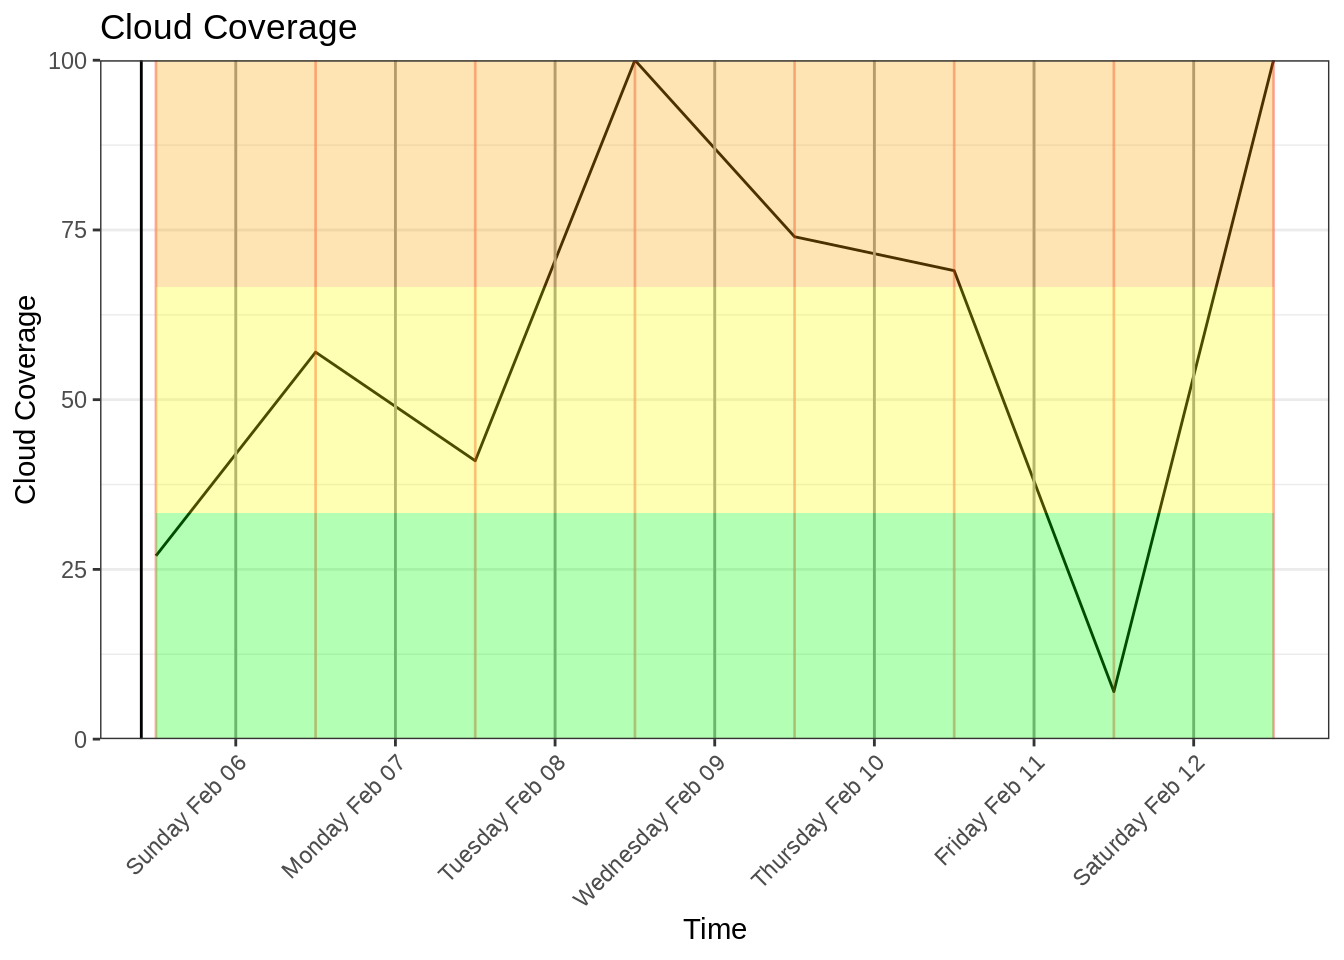 Cloud Coverage
Cloud Coverage
100
75
50
25
0
Sunday Feb 06
Monday Feb 07
Tuesday Feb 08
Wednesday Feb 09
Thursday Feb 10
Friday Feb 11
Saturday Feb 12
Time